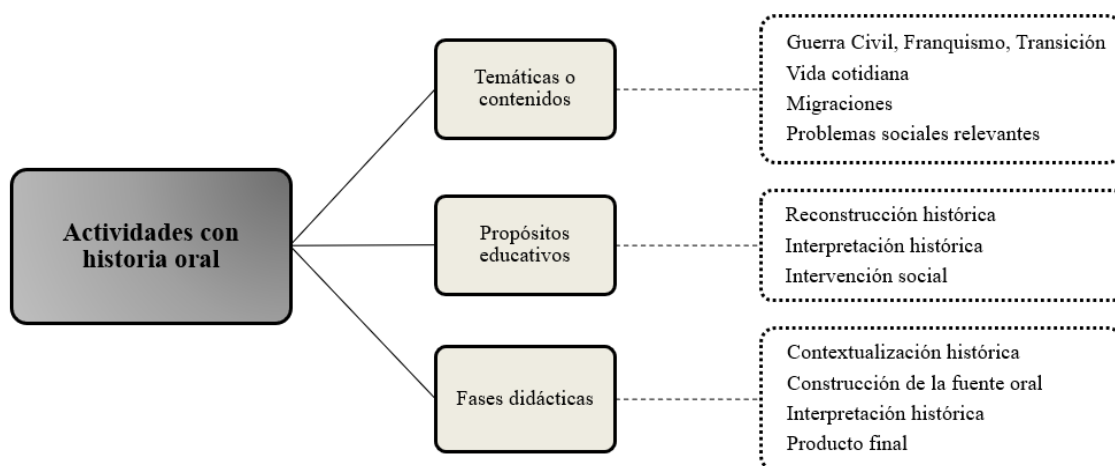 Actividades con
historia oral
Temáticas o
contenidos
Guerra Civil, Franquismo, Transición
Vida cotidiana
Migraciones
Problemas sociales relevantes
Propósitos
educativos
Reconstrucción histórica
Interpretación histórica
Intervención social
Fases didácticas
Contextualización histórica
Construcción de la fuente oral
Interpretación histórica
Producto final